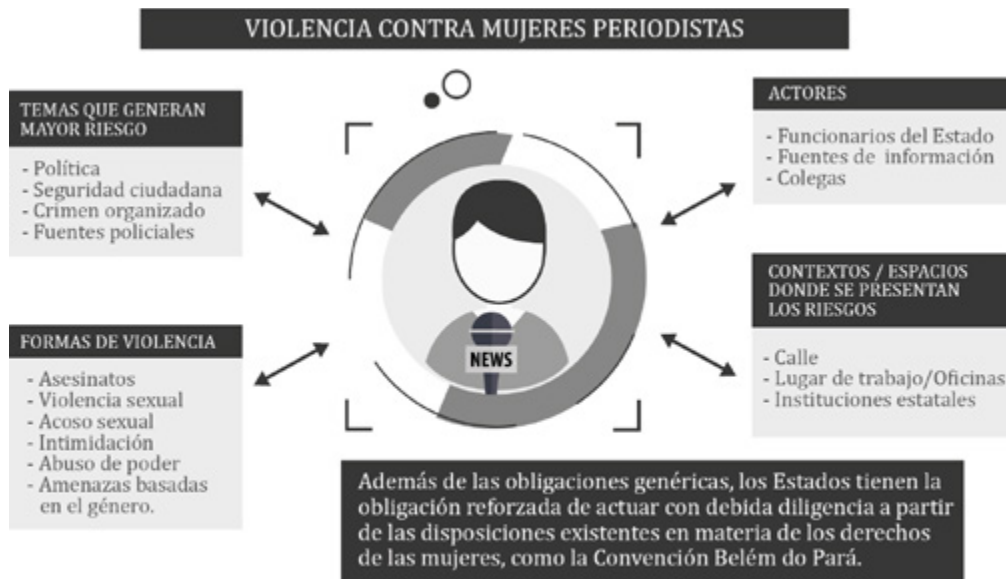 VIOLENCIA CONTRA MUJERES PERIODISTAS
TEMAS QUE GENERAN
MAYOR RIESGO
- Política
- Seguridad ciudadana
- Crimen organizado
- Fuentes policiales
FORMAS DE VIOLENCIA
- Asesinatos
- Violencia sexual
- Acoso sexual
- Intimidación
- Abuso de poder
- Amenazas basadas
en el género.
NEWS
ACTORES
- Funcionarios del Estado
- Fuentes de información
- Colegas
CONTEXTOS / ESPACIOS
DONDE SE PRESENTAN
LOS RIESGOS
- Calle
- Lugar de trabajo/Oficinas
- Instituciones estatales
Además de las obligaciones genéricas, los Estados tienen la
obligación reforzada de actuar con debida diligencia a partir
de las disposiciones existentes en materia de los derechos
de las mujeres, como la Convención Belém do Pará.